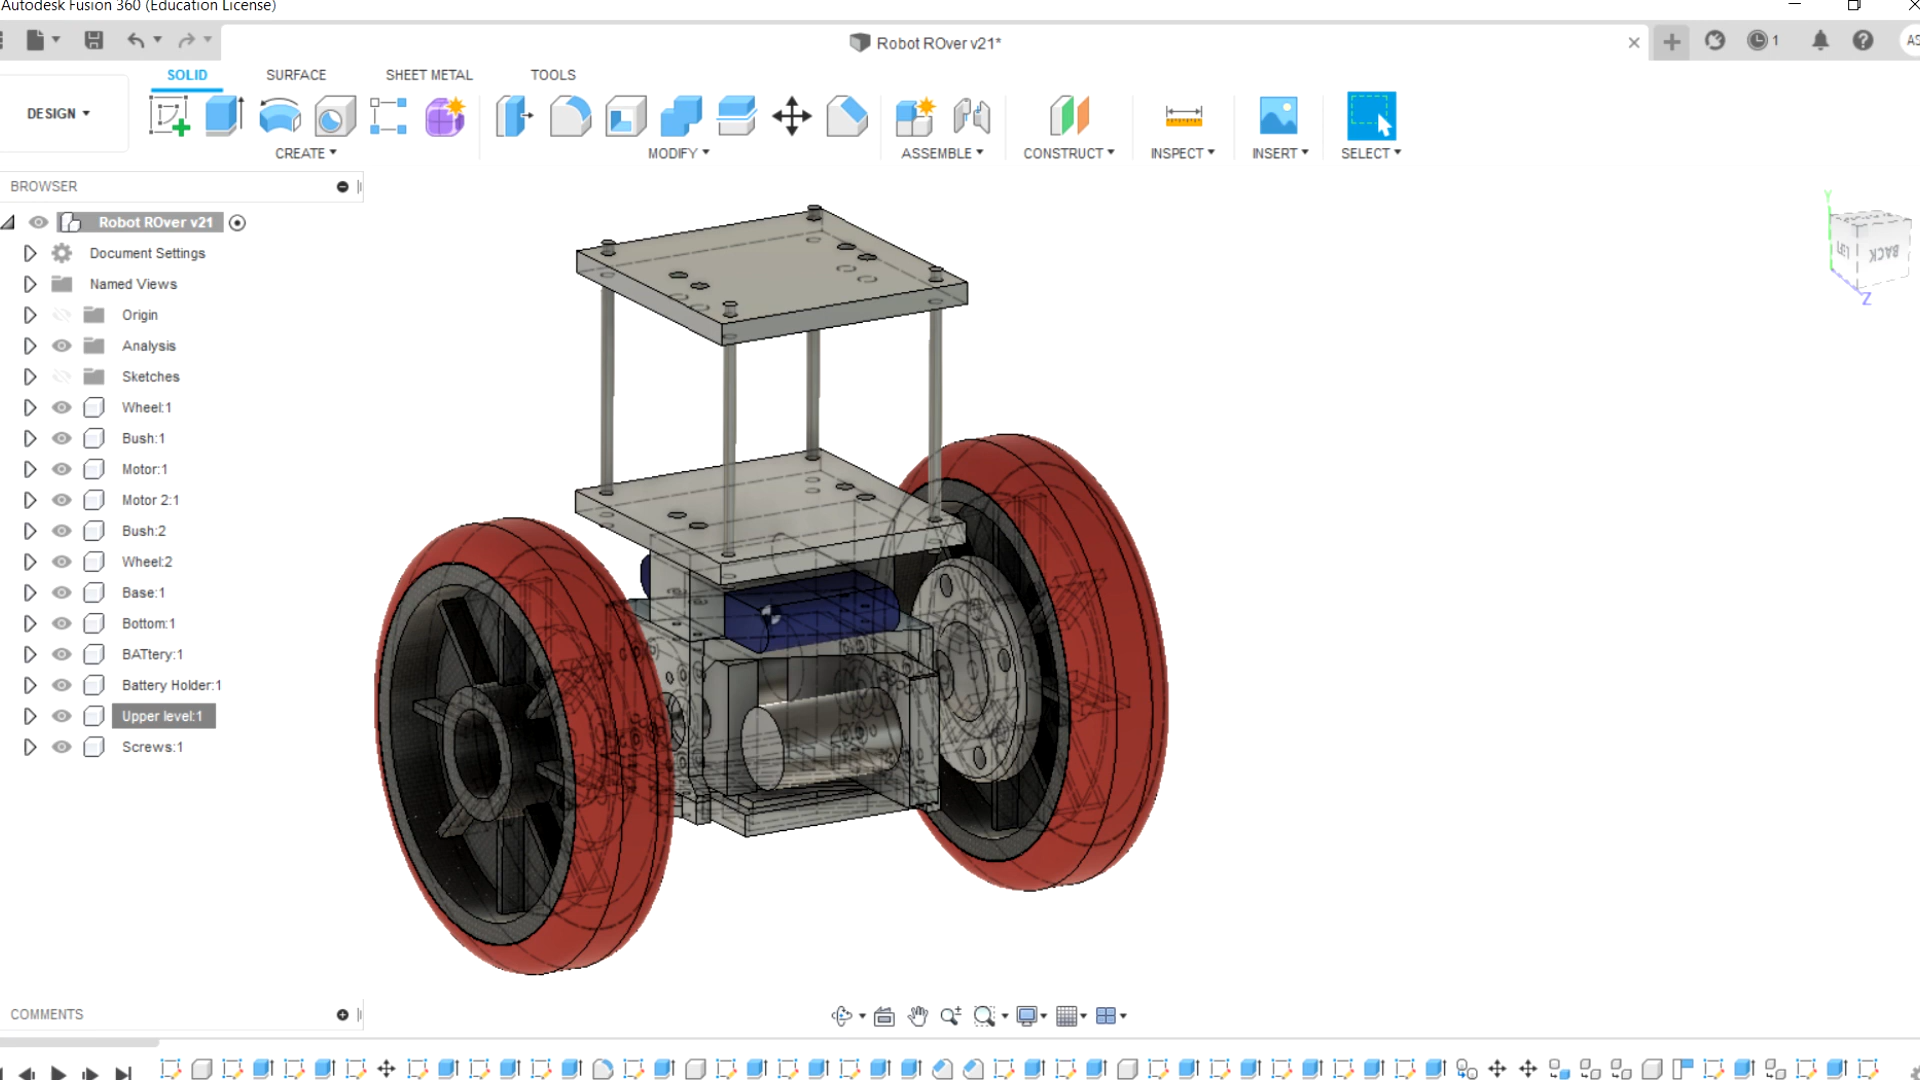 Autodesk Fusion 360 (Education License)
Robot ROver v21*
1
AS
SOLID
SURFACE
SHEET METAL
TOOLS
DESIGN
CREATE
MODIFY
ASSEMBLE
CONSTRUCT
INSPECT
INSERT
SELECT
BROWSER
Robot ROver v21
Document Settings
Named Views
Origin
Analysis
Sketches
Wheel:1
Bush:1
Motor:1
Motor 2:1
Bush:2
Wheel:2
Base:1
Bottom:1
BATtery:1
Battery Holder:1
Upper level:1
Screws:1
Y
BACK
Z
COMMENTS